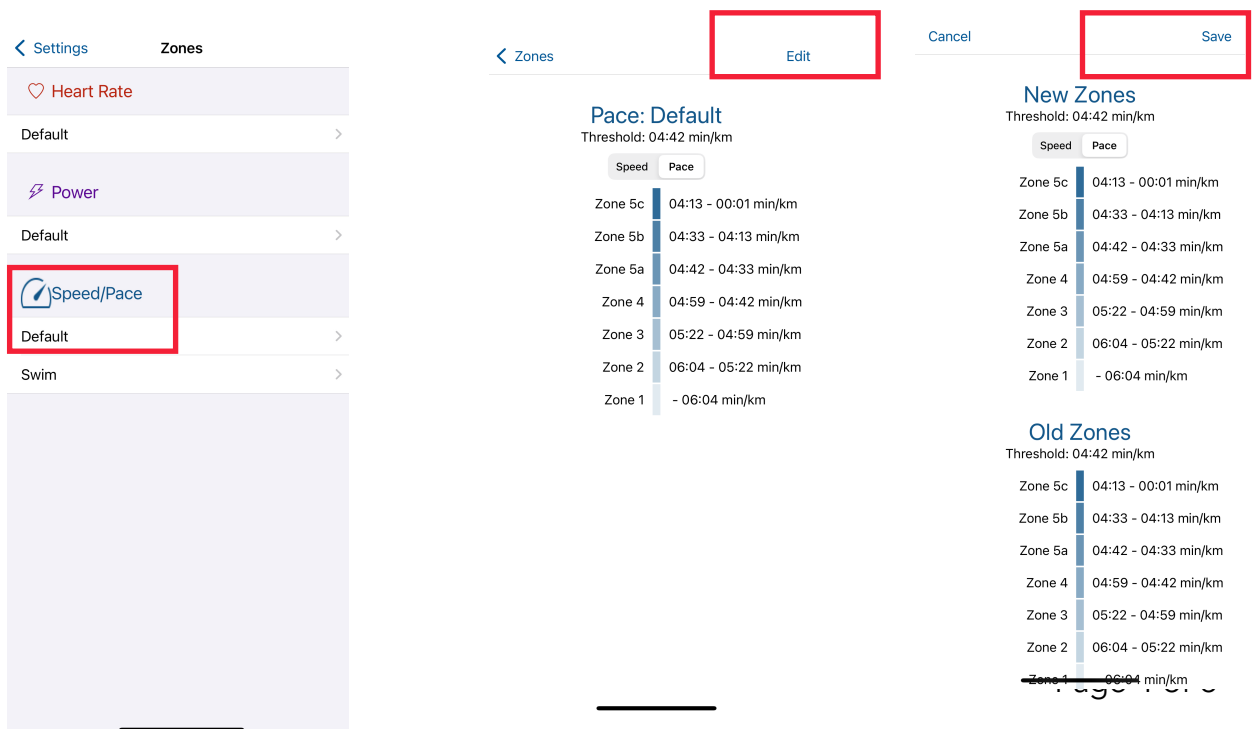 Settings Zones
Heart Rate
Default
Power
Default
Speed/Pace
Default
Swim
Zones Edit
Pace: Default
Threshold: 04:42 min/km
Speed Pace
Zone 5c 04:13 - 00:01 min/km
Zone 5b 04:33 - 04:13 min/km
Zone 5a 04:42 - 04:33 min/km
Zone 4 04:59 - 04:42 min/km
Zone 3 05:22 - 04:59 min/km
Zone 2 06:04 - 05:22 min/km
Zone 1 - 06:04 min/km
Cancel Save
New Zones
Threshold: 04:42 min/km
Speed Pace
Zone 5c 04:13 - 00:01 min/km
Zone 5b 04:33 - 04:13 min/km
Zone 5a 04:42 - 04:33 min/km
Zone 4 04:59 - 04:42 min/km
Zone 3 05:22 - 04:59 min/km
Zone 2 06:04 - 05:22 min/km
Zone 1 - 06:04 min/km
Old Zones
Threshold: 04:42 min/km
Zone 5c 04:13 - 00:01 min/km
Zone 5b 04:33 - 04:13 min/km
Zone 5a 04:42 - 04:33 min/km
Zone 4 04:59 - 04:42 min/km
Zone 3 05:22 - 04:59 min/km
Zone 2 06:04 - 05:22 min/km
Zone 1 - 06:04 min/km